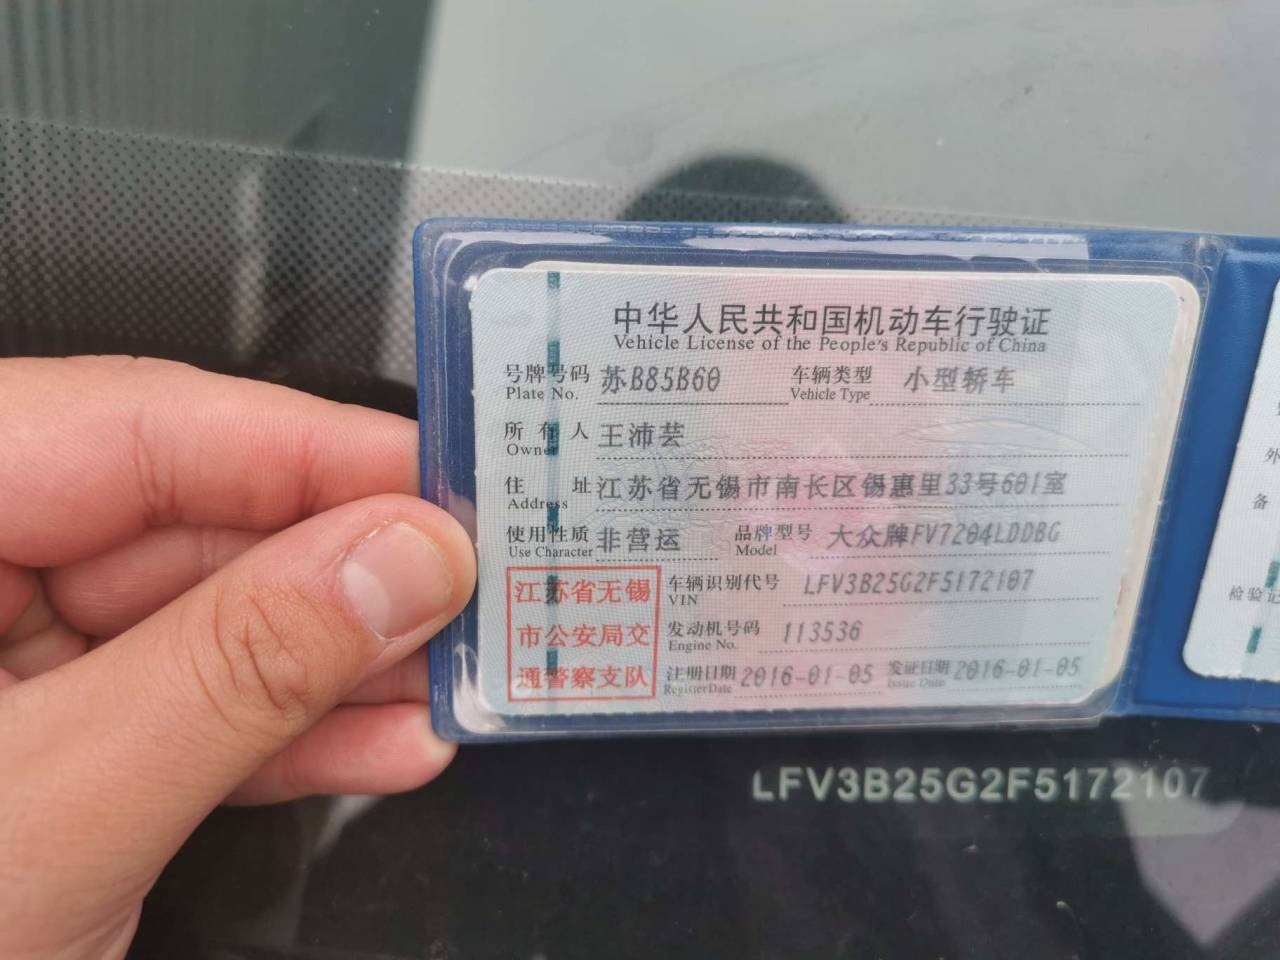 中华人民共和国机动车行驶证
Vehicle License of the People's Republic of China
号牌号码 苏B85B60 车辆类型 小型轿车
Plate No. Vehicle Type
所有人 王沛芸
Owner
住址 江苏省无锡市南长区锡惠里33号601室
Address
使用性质 非营运 品牌型号 大众牌FV7204LDDBG
Use Character Model
江苏省无锡
市公安局交
通警察支队
车辆识别代号 LFV3B25G2F5172107
VIN
发动机号码 113536
Engine No.
注册日期 2016-01-05 发证日期 2016-01-05
Register Date Issue Date
外
备
检验记
LFV3B25G2F5172107